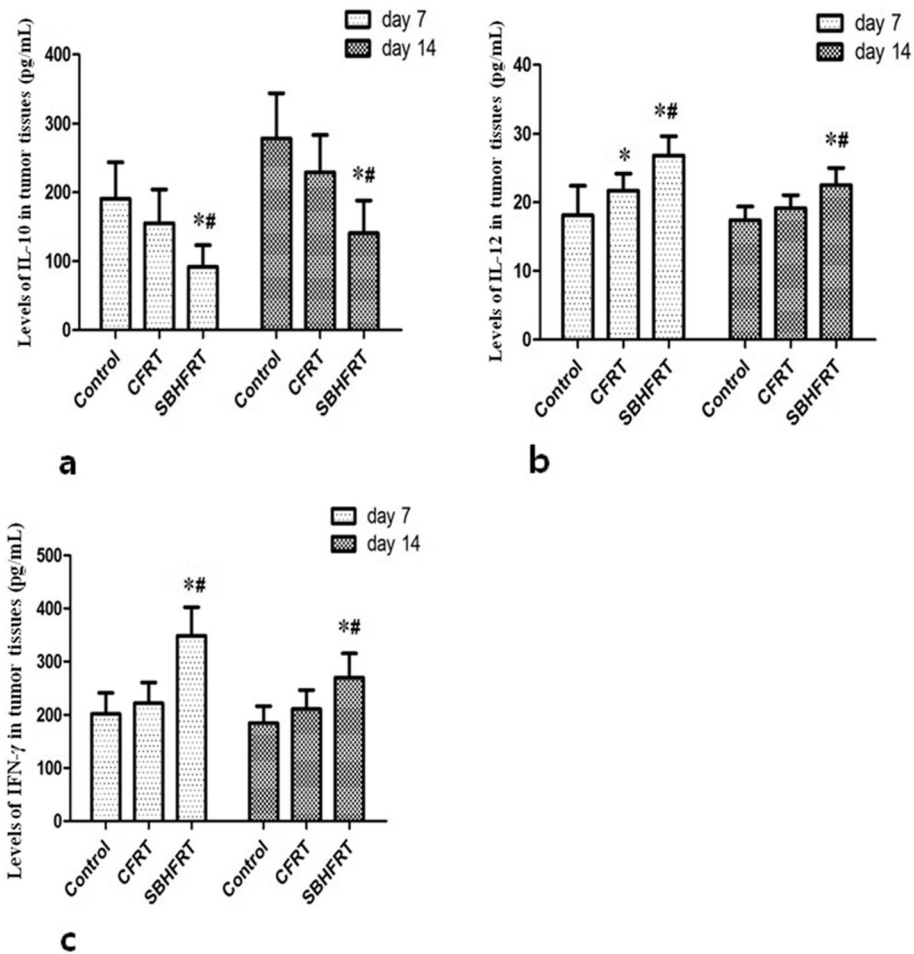 day 7
day 14
Levels of IL-10 in tumor tissues (pg/mL)
400
300
200
100
0
*#
*#
Control
CFRT
SBHFRT
Control
CFRT
SBHFRT
a
day 7
day 14
Levels of IL-12 in tumor tissues (pg/mL)
40
30
20
10
0
*
*#
*#
Control
CFRT
SBHFRT
Control
CFRT
SBHFRT
b
day 7
day 14
Levels of IFN-γ in tumor tissues (pg/mL)
500
400
300
200
100
0
*#
*#
Control
CFRT
SBHFRT
Control
CFRT
SBHFRT
c